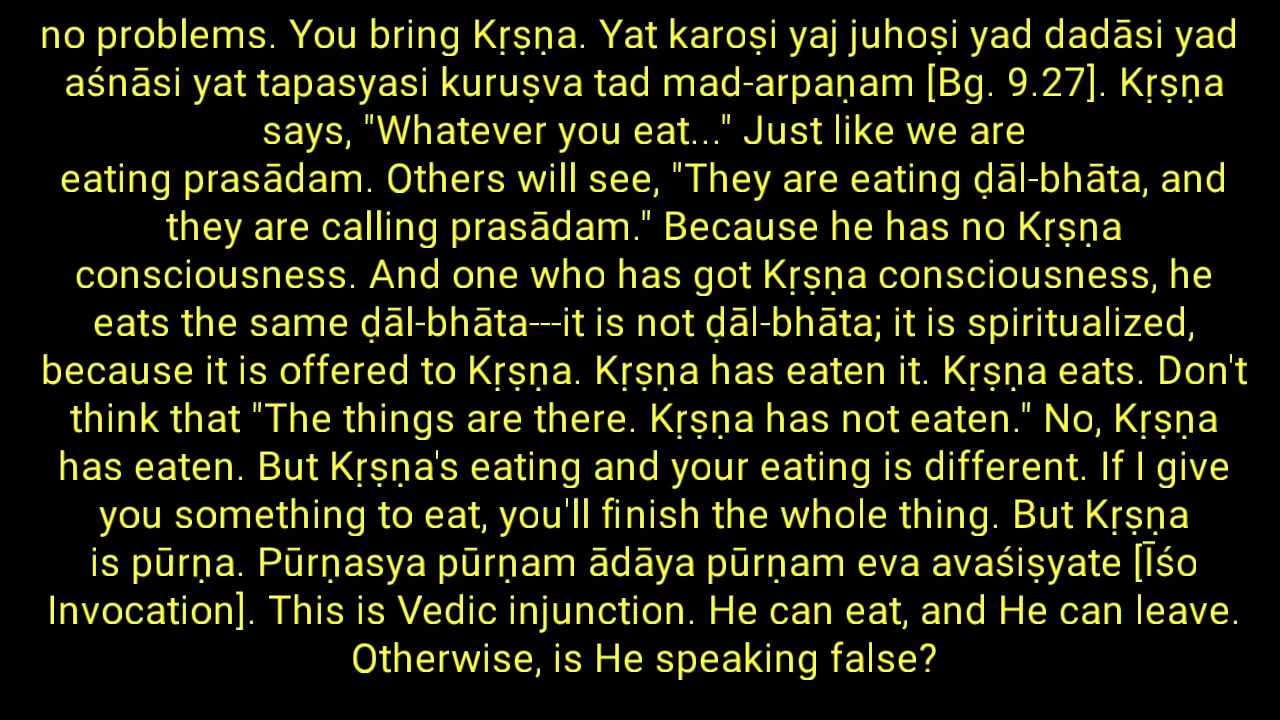 no problems. You bring Kṛṣṇa. Yat karoṣi yaj juhoṣi yad dadāsi yad
aśnāsi yat tapasyasi kuruṣva tad mad-arpaṇam [Bg. 9.27]. Kṛṣṇa
says, "Whatever you eat..." Just like we are
eating prasādam. Others will see, "They are eating ḍāl-bhāta, and
they are calling prasādam." Because he has no Kṛṣṇa
consciousness. And one who has got Kṛṣṇa consciousness, he
eats the same ḍāl-bhāta---it is not ḍāl-bhāta; it is spiritualized,
because it is offered to Kṛṣṇa. Kṛṣṇa has eaten it. Kṛṣṇa eats. Don't
think that "The things are there. Kṛṣṇa has not eaten." No, Kṛṣṇa
has eaten. But Kṛṣṇa's eating and your eating is different. If I give
you something to eat, you'll finish the whole thing. But Kṛṣṇa
is pūrṇa. Pūrṇasya pūrṇam ādāya pūrṇam eva avaśiṣyate [Īśo
Invocation]. This is Vedic injunction. He can eat, and He can leave.
Otherwise, is He speaking false?